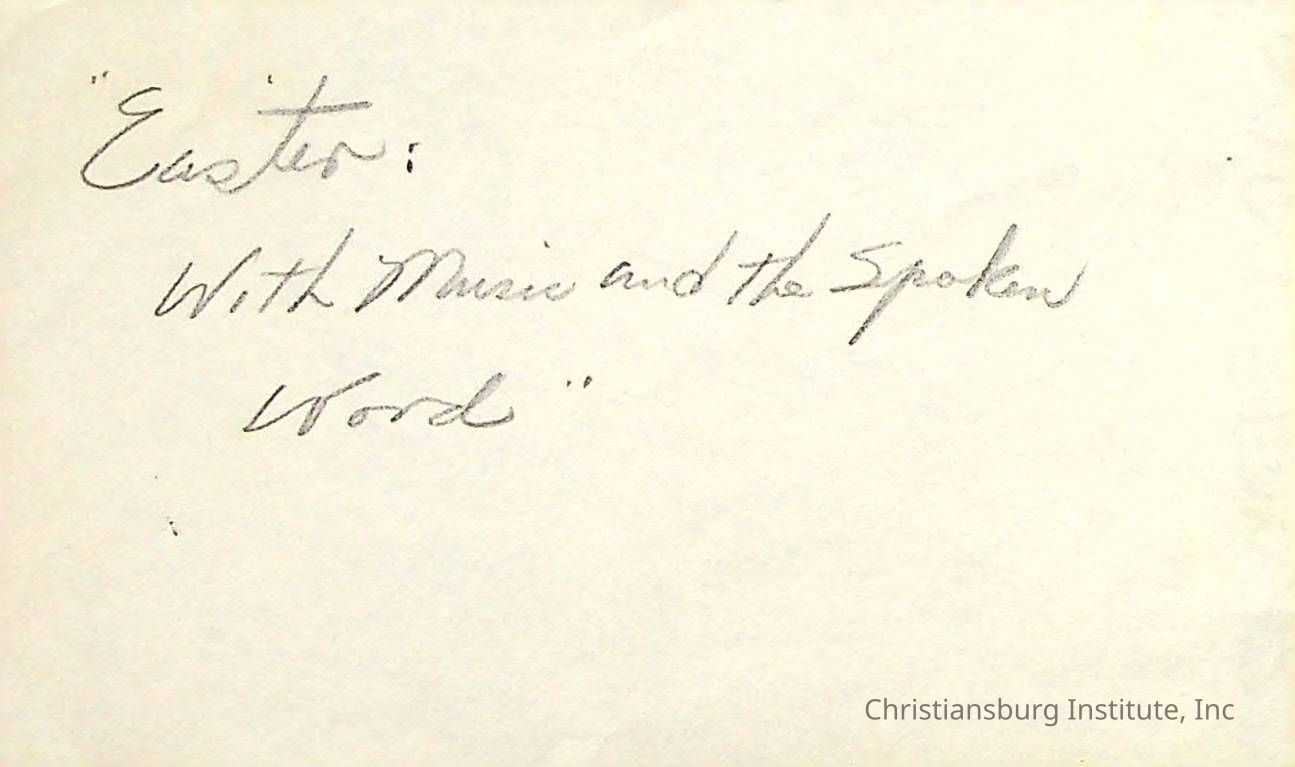 "Easter:
With Music and the Spoken
Word"
Christiansburg Institute, Inc